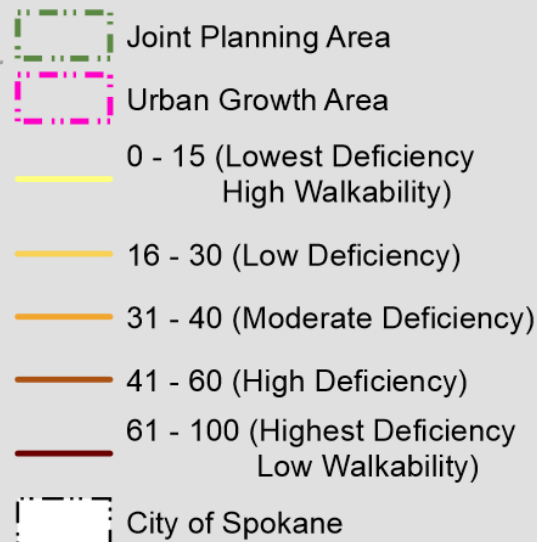 Joint Planning Area
Urban Growth Area
0 - 15 (Lowest Deficiency
High Walkability)
16 - 30 (Low Deficiency)
31 - 40 (Moderate Deficiency)
41 - 60 (High Deficiency)
61 - 100 (Highest Deficiency
Low Walkability)
City of Spokane